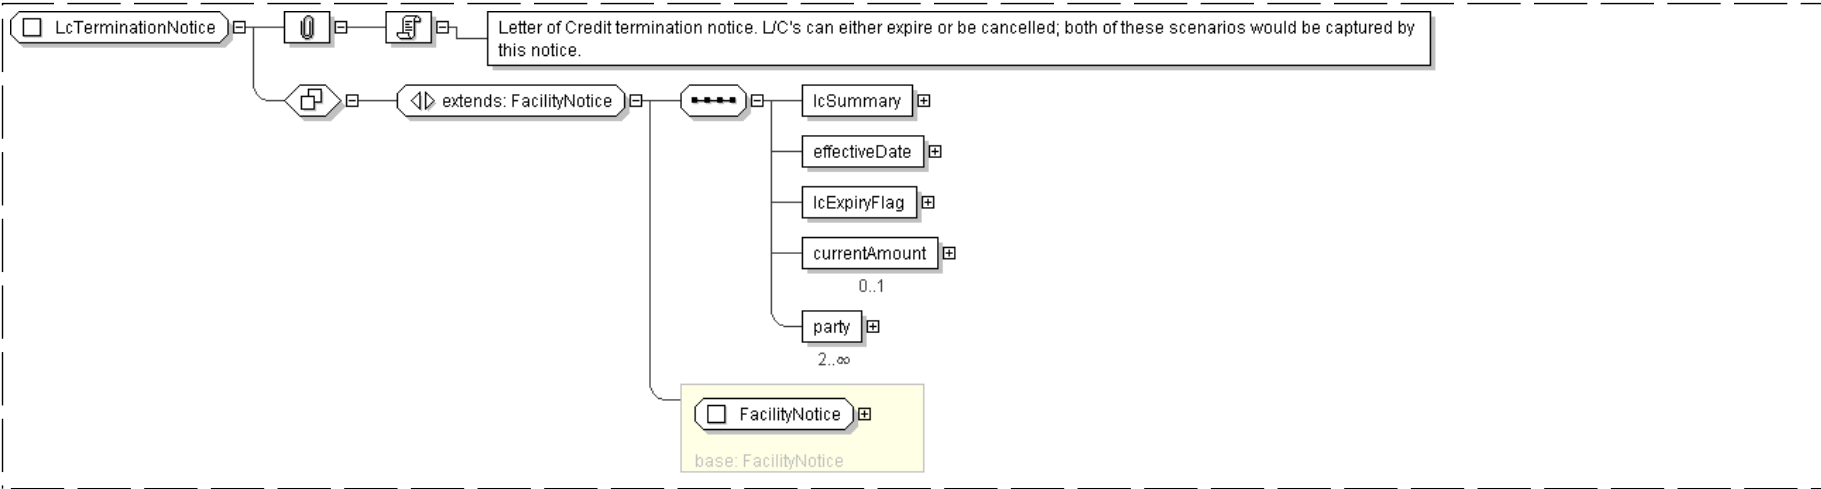 LcTerminationNotice
Letter of Credit termination notice. L/C's can either expire or be cancelled; both of these scenarios would be captured by
this notice.
extends: FacilityNotice
lcSummary
effectiveDate
lcExpiryFlag
currentAmount
0..1
party
2..∞
FacilityNotice
base: FacilityNotice